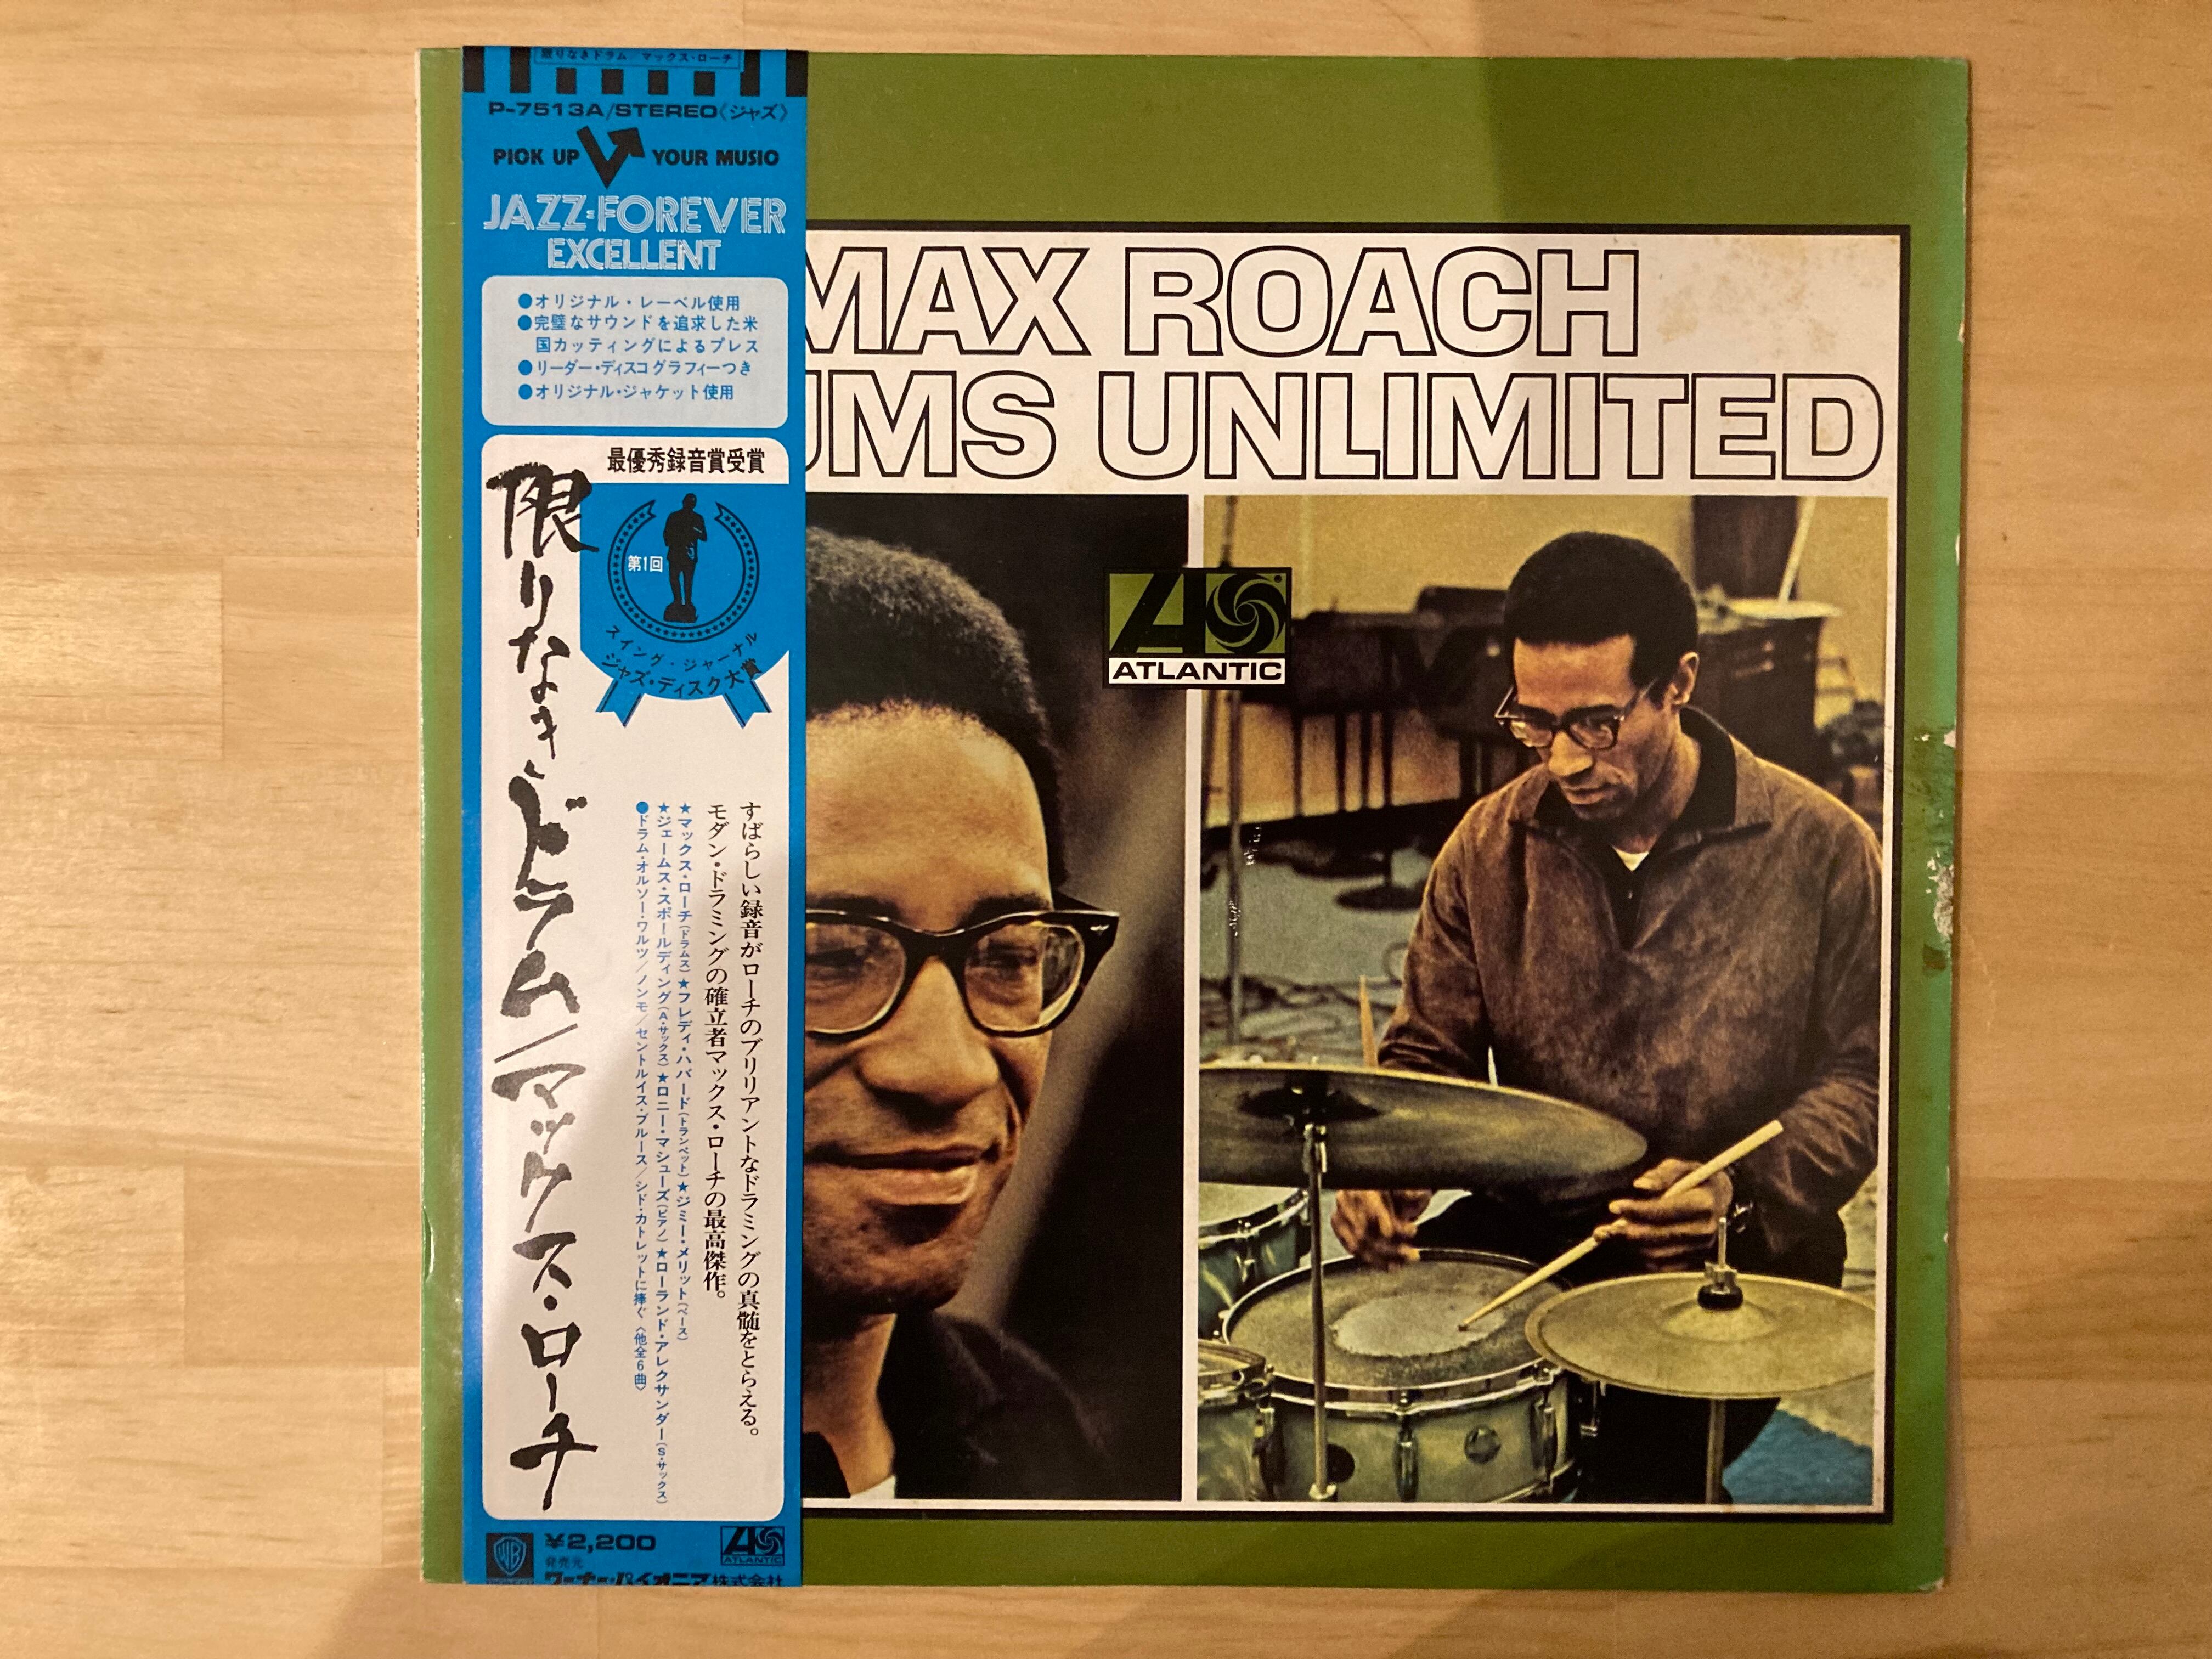 限りなきドラム/マックス・ローチ
P-7513A/STEREO〈ジャズ〉
PICK UP YOUR MUSIC
JAZZ FOREVER
EXCELLENT
●オリジナル・レーベル使用
●完璧なサウンドを追求した米
国カッティングによるプレス
●リーダー・ディスコグラフィーつき
●オリジナル・ジャケット使用
最優秀録音賞受賞
第1回
スイング・ジャーナル
ジャズ・ディスク大賞
限りなきドラム/マックス・ローチ
すばらしい録音がローチのブリリアントなドラミングの真髄をとらえる。
モダン・ドラミングの確立者マックス・ローチの最高傑作。
★マックス・ローチ(ドラムス)★フレディ・ハバード(トランペット)★ジミー・メリット(ベース)
★ジェームス・スポールディング(A・サックス)★ロニー・マシューズ(ピアノ)★ローランド・アレクサンダー(S・サックス)
●ドラム・オルソー・ワルツ/ノンモ/セントルイス・ブルース/シド・カトレットに捧ぐ〈他全6曲〉
WB
¥2,200
発売元
ワーナー・パイオニア株式会社
ATLANTIC
MAX ROACH
UMS UNLIMITED
ATLANTIC